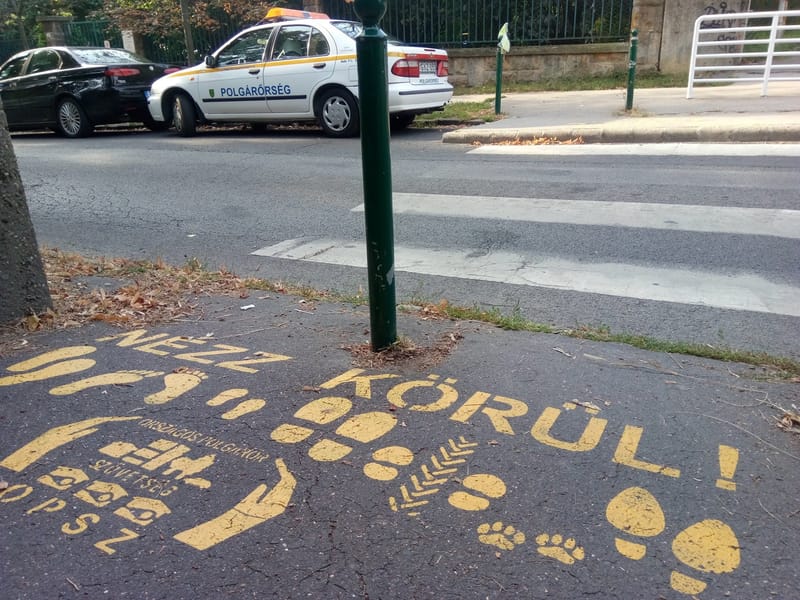 POLGÁRŐRSÉG
NÉZZ KÖRÜL!
ORSZÁGOS POLGÁRŐR
SZÖVETSÉG
OPSZ